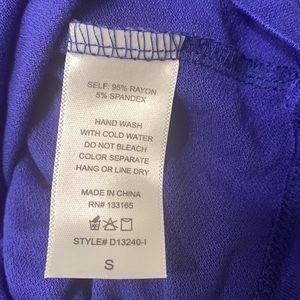 SELF: 95% RAYON
5% SPANDEX
HAND WASH
WITH COLD WATER
DO NOT BLEACH
COLOR SEPARATE
HANG OR LINE DRY
MADE IN CHINA
RN# 133165
STYLE# D13240-I
S